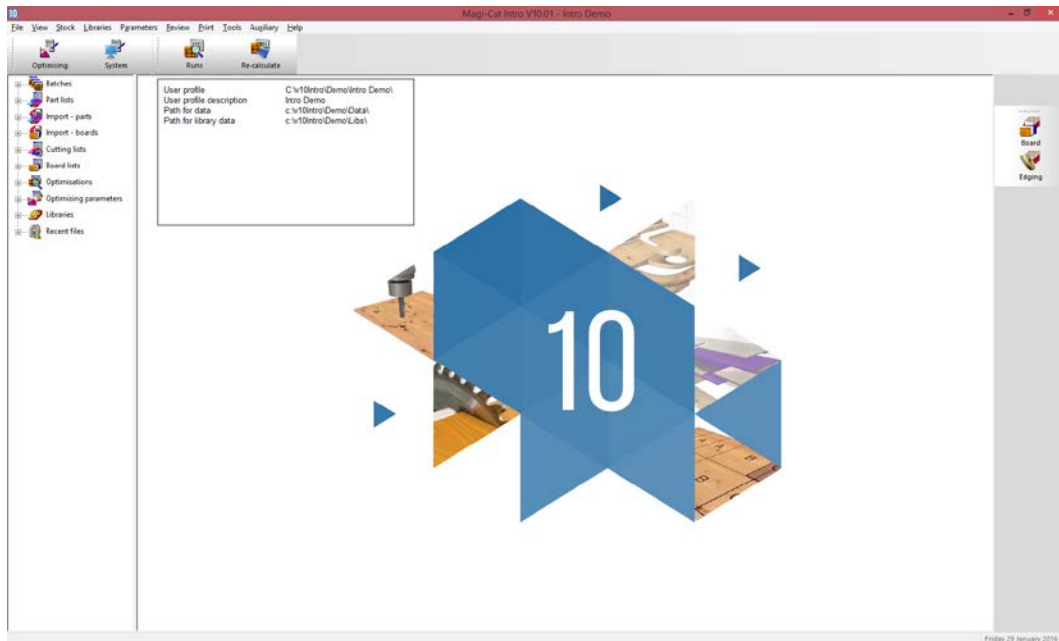 10
Magi-Cut Intro V10.01 - Intro Demo
File View Stock Libraries Parameters Review Print Tools Auxiliary Help
Optimising System Runs Re-calculate
Batches
Part lists
Import - parts
Import - boards
Cutting lists
Board lists
Optimisations
Optimising parameters
Libraries
Recent files
User profile C:\v10Intro\Demo\Intro Demo\
User profile description Intro Demo
Path for data c:\v10Intro\Demo\Data\
Path for library data c:\v10Intro\Demo\Libs\
Board
Edging
10
A
A
B
B
Friday 29 January 2016